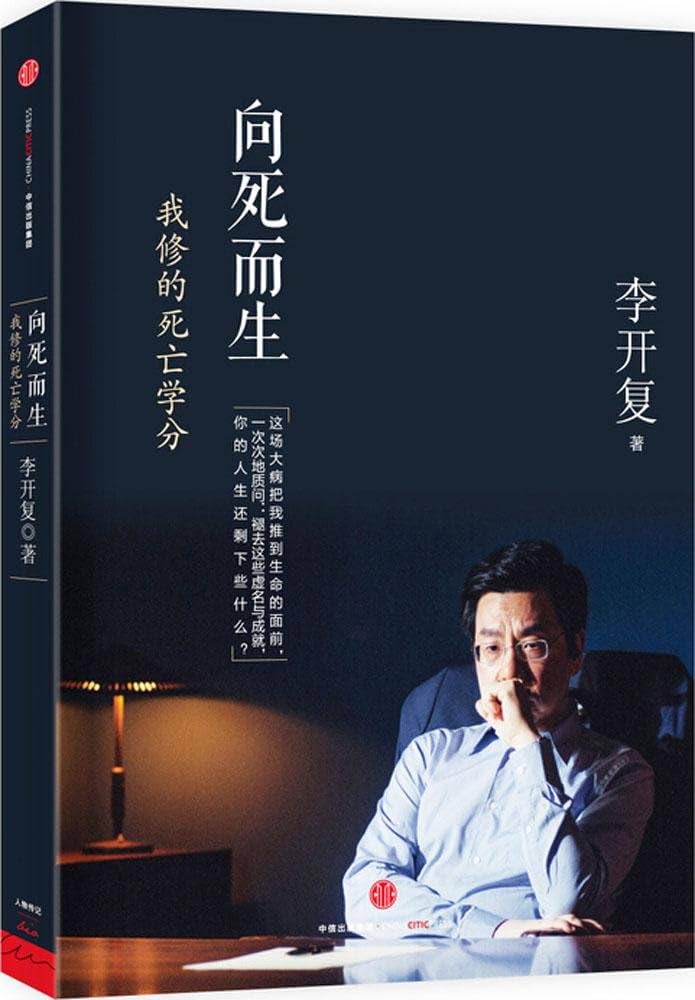 向死而生
我修的死亡学分
李开复
著
这场大病把我推到生命的面前，
一次次地质问：褪去这些虚名与成就，
你的人生还剩下些什么？
中信出版集团
CITIC
CHINA CITIC PRESS
中信出版集团
向死而生
我修的死亡学分
李开复◎著
人物传记